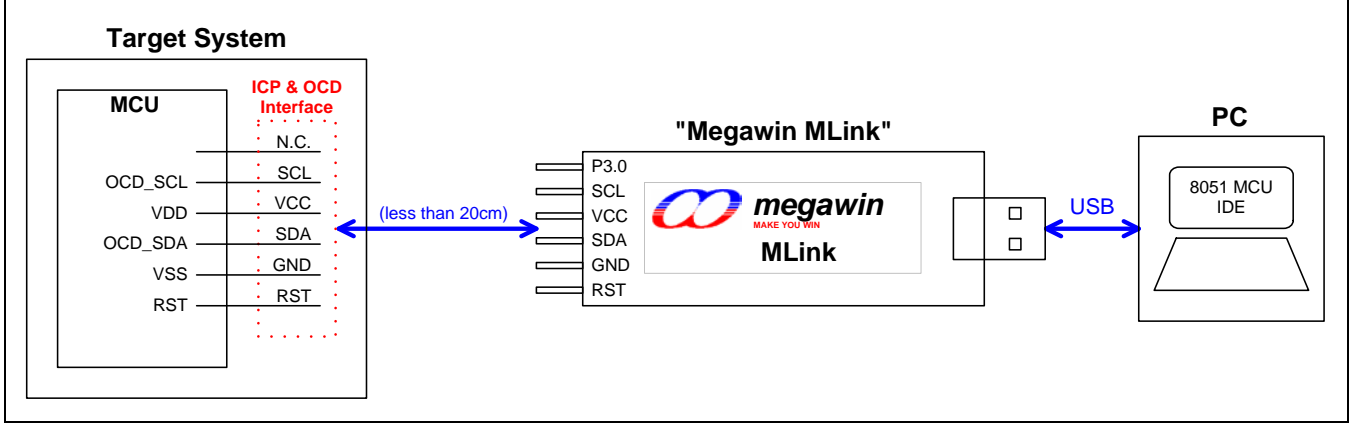 Target System
MCU
ICP & OCD
Interface
N.C.
OCD_SCL
SCL
VDD
VCC
OCD_SDA
SDA
VSS
GND
RST
RST
(less than 20cm)
"Megawin MLink"
P3.0
SCL
VCC
SDA
GND
RST
megawin
MAKE YOU WIN
MLink
USB
PC
8051 MCU
IDE